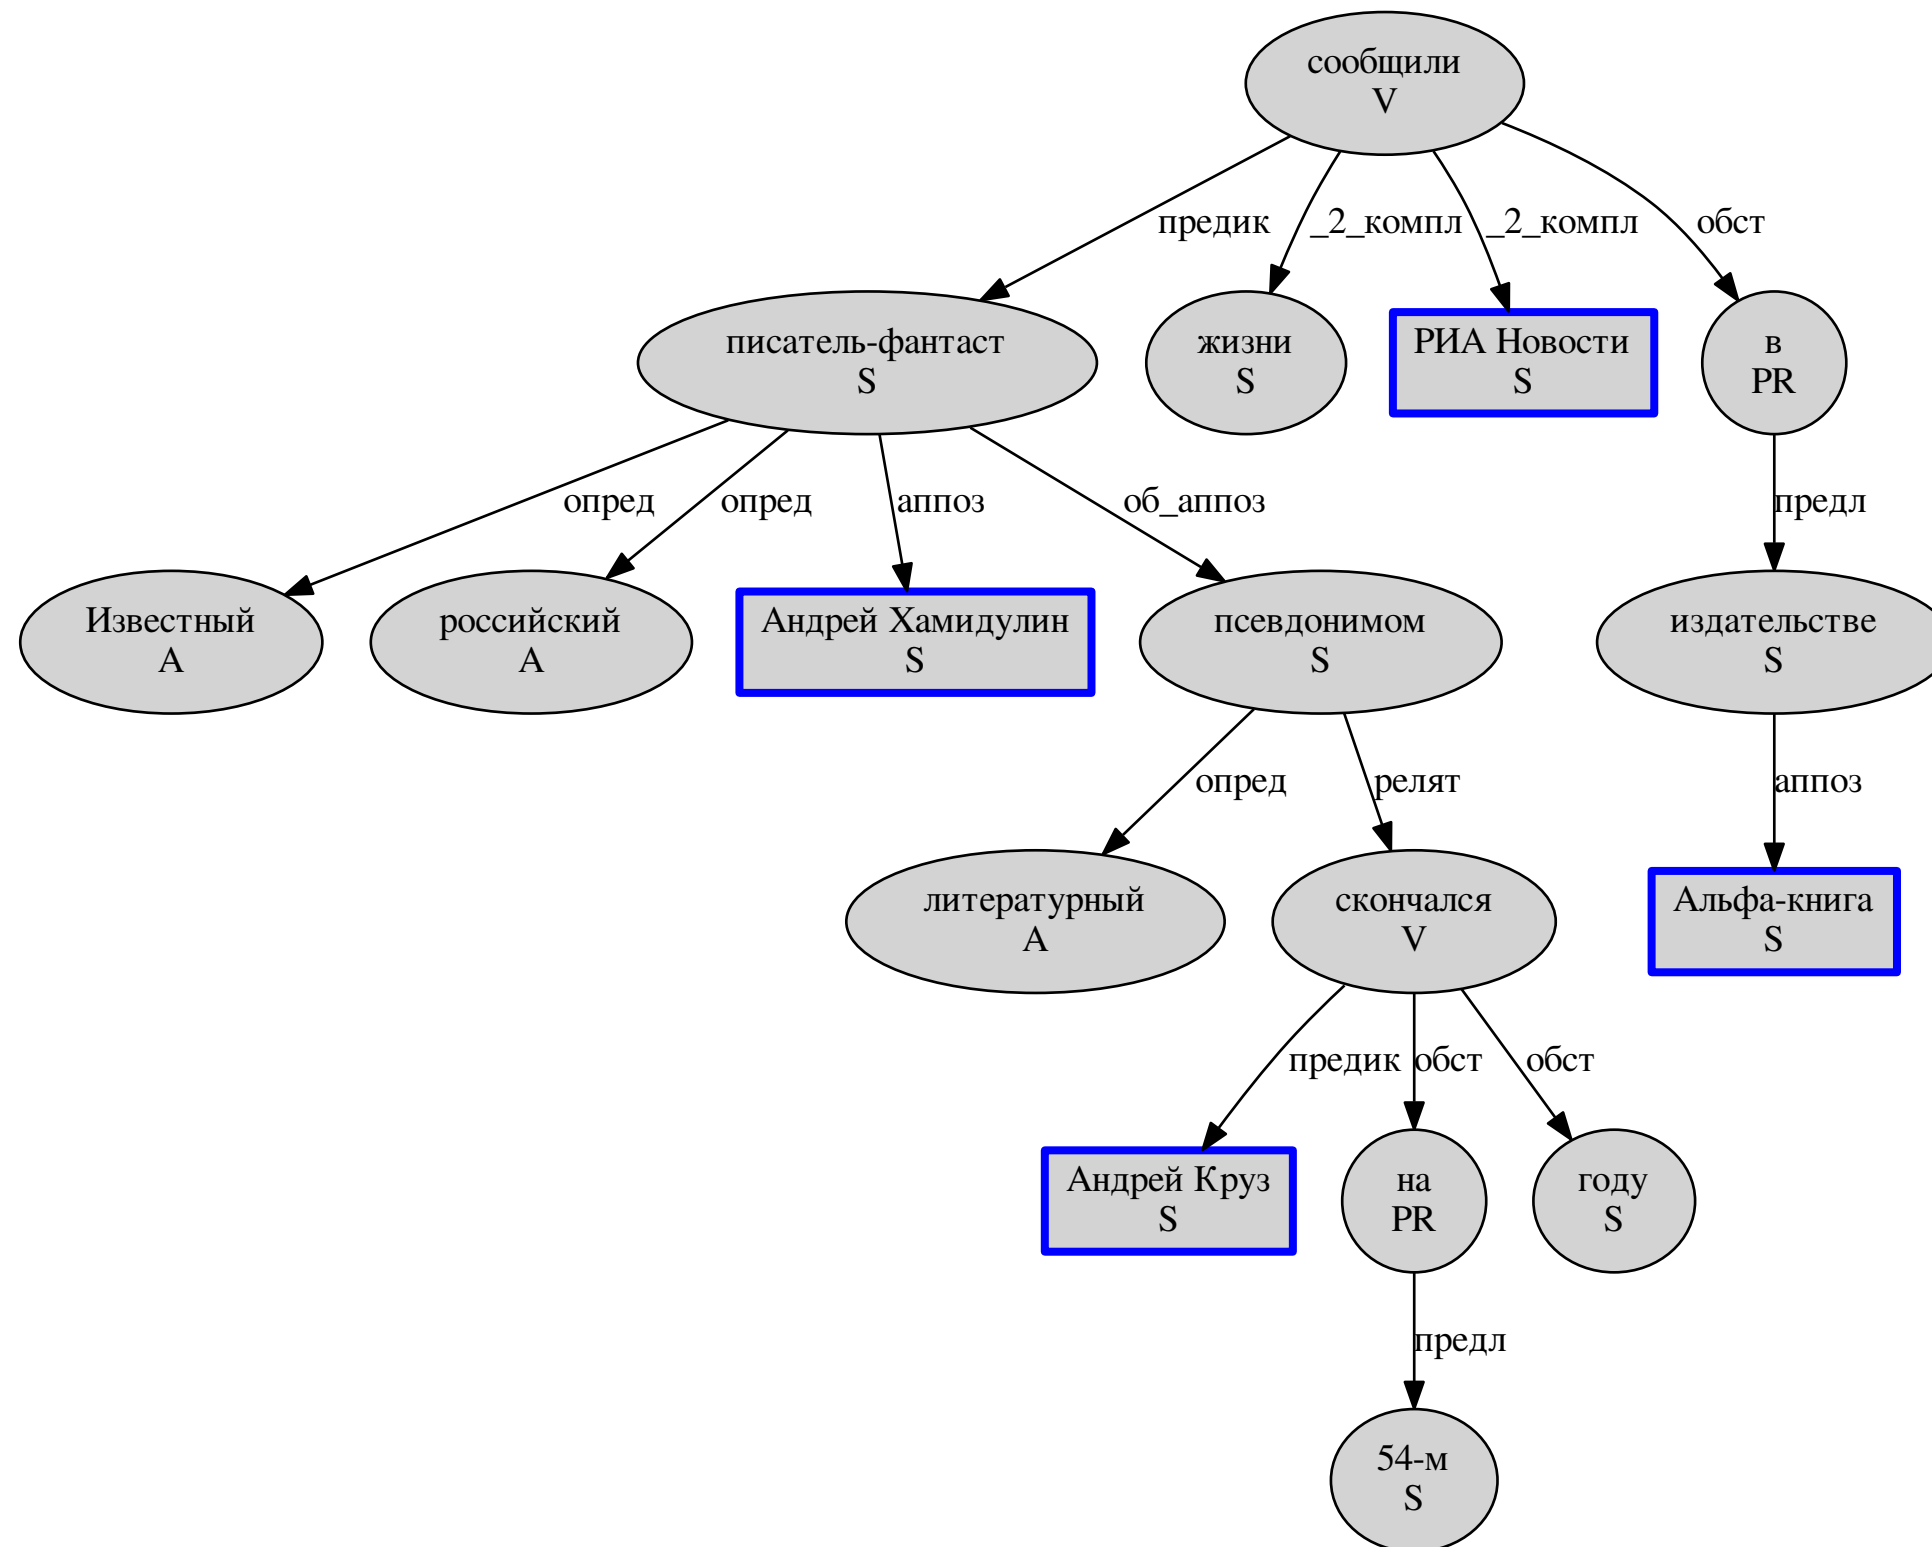 сообщили
V
предик
_2_компл
_2_компл
обст
писатель-фантаст
S
жизни
S
РИА Новости
S
в
PR
опред
опред
аппоз
об_аппоз
предл
Известный
A
российский
A
Андрей Хамидулин
S
псевдонимом
S
издательстве
S
опред
релят
аппоз
литературный
A
скончался
V
Альфа-книга
S
предик
обст
обст
Андрей Круз
S
на
PR
году
S
предл
54-м
S